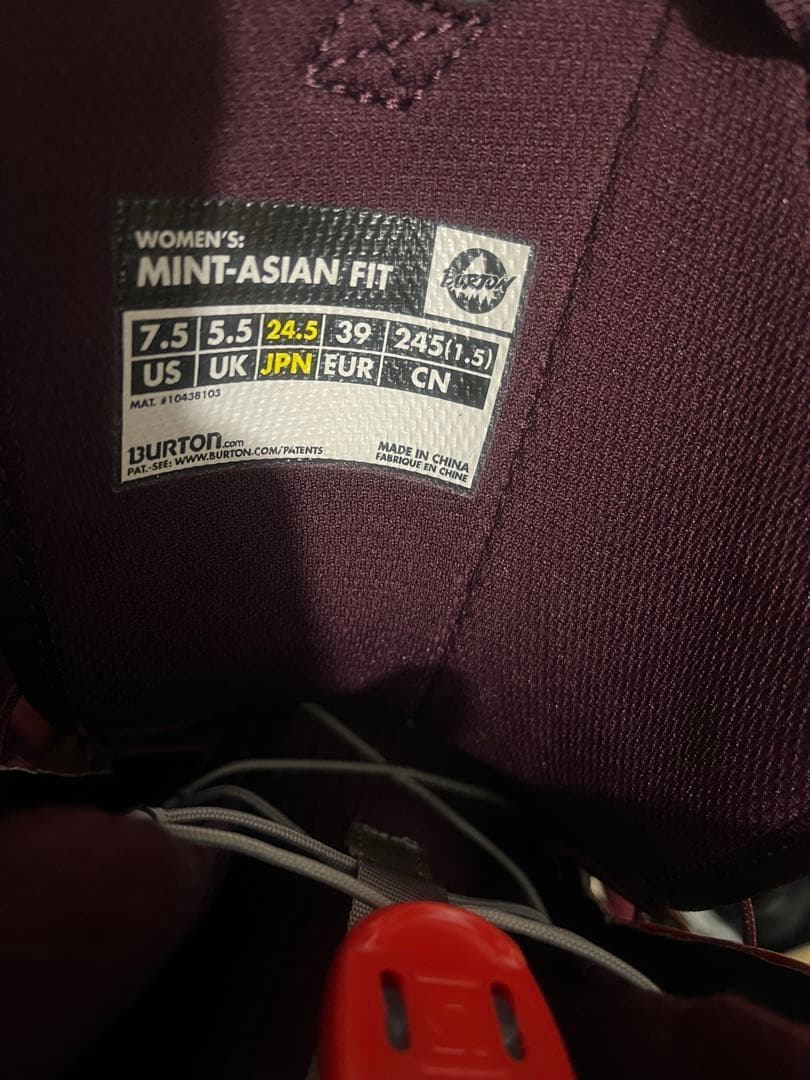 WOMEN'S:
MINT-ASIAN FIT
BURTON
7.5 5.5 24.5 39 245(1.5)
US UK JPN EUR CN
MAT. #10438103
BURTON.com
PAT.-SEE: WWW.BURTON.COM/PATENTS
MADE IN CHINA
FABRIQUE EN CHINE